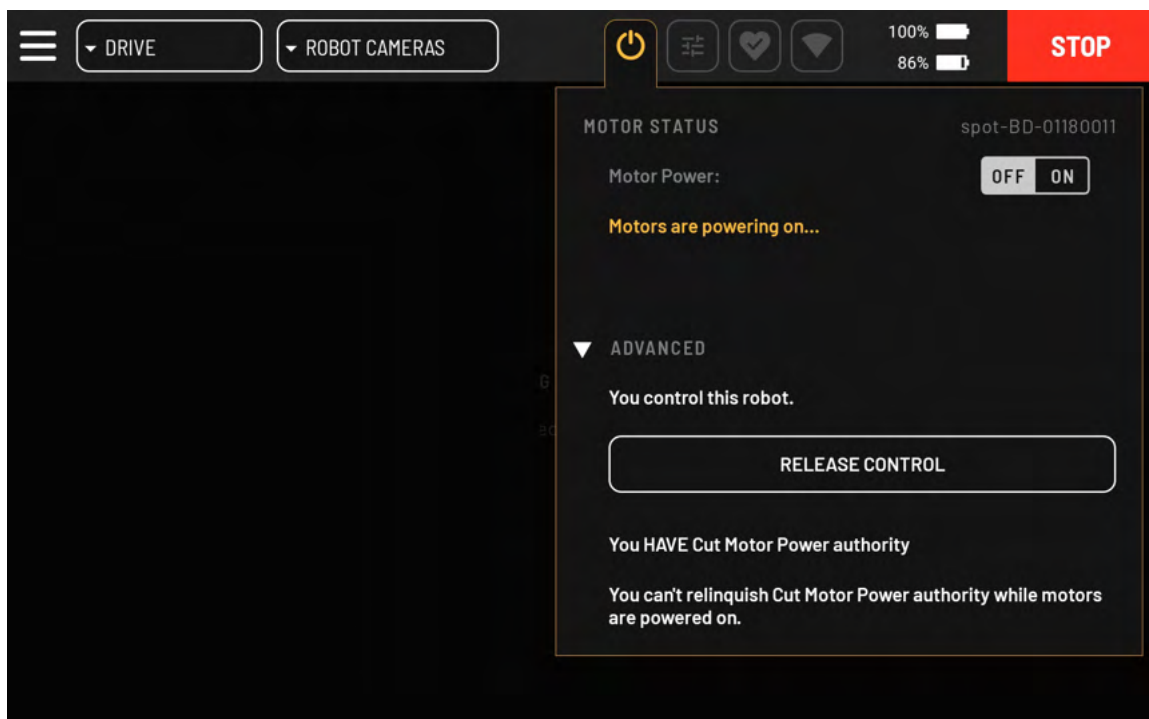 DRIVE
ROBOT CAMERAS
100%
86%
STOP
MOTOR STATUS
spot-BD-01180011
Motor Power:
OFF ON
Motors are powering on...
ADVANCED
You control this robot.
RELEASE CONTROL
You HAVE Cut Motor Power authority
You can't relinquish Cut Motor Power authority while motors
are powered on.